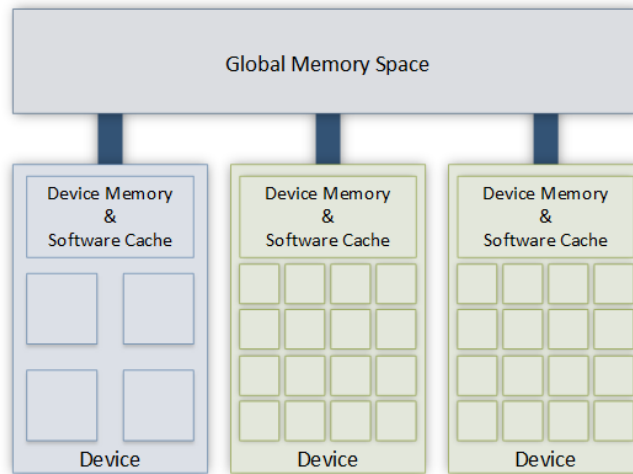 Global Memory Space
Device Memory
&
Software Cache
Device Memory
&
Software Cache
Device Memory
&
Software Cache
Device
Device
Device